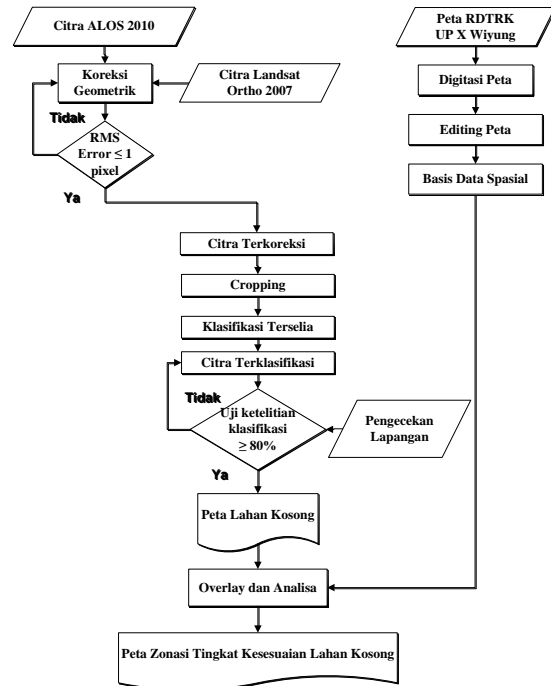 Citra ALOS 2010
Peta RDTRK
UP X Wiyung
Koreksi
Geometrik
Citra Landsat
Ortho 2007
Digitasi Peta
Tidak
RMS
Error ≤ 1
pixel
Editing Peta
Ya
Basis Data Spasial
Citra Terkoreksi
Cropping
Klasifikasi Terselia
Citra Terklasifikasi
Tidak
Uji ketelitian
klasifikasi
≥ 80%
Pengecekan
Lapangan
Ya
Peta Lahan Kosong
Overlay dan Analisa
Peta Zonasi Tingkat Kesesuaian Lahan Kosong